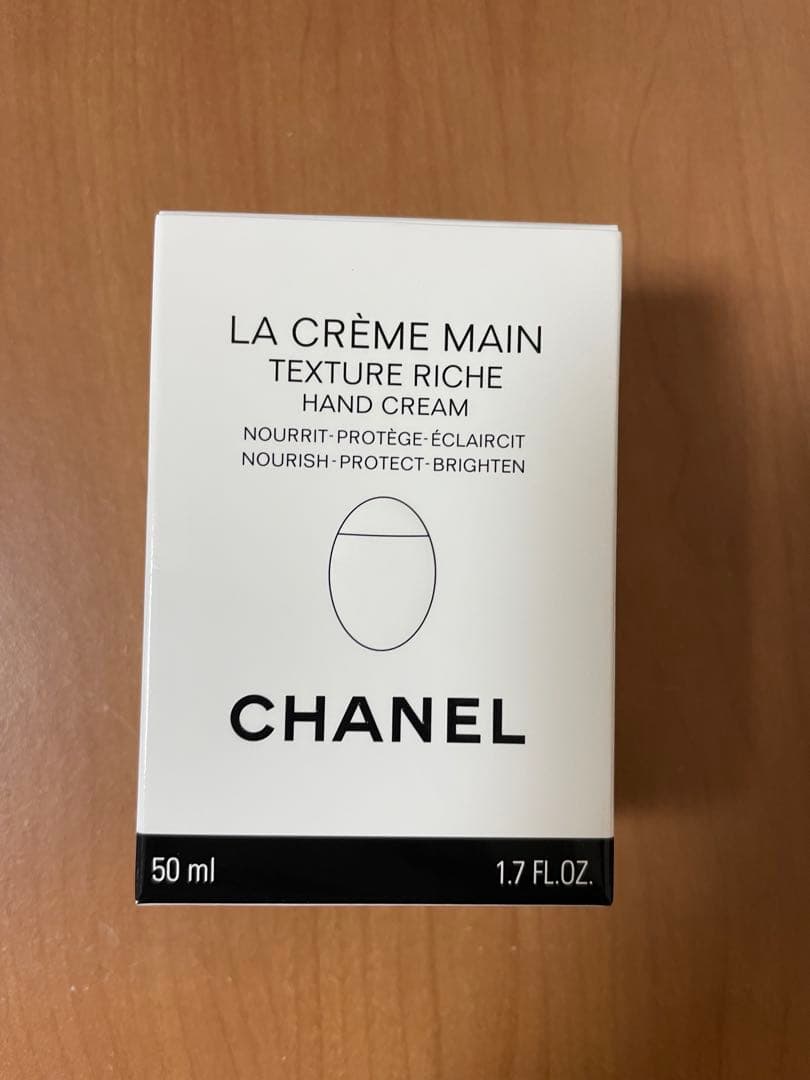 LA CRÈME MAIN
TEXTURE RICHE
HAND CREAM
NOURRIT-PROTÈGE-ÉCLAIRCIT
NOURISH-PROTECT-BRIGHTEN
CHANEL
50 ml 1.7 FL.OZ.